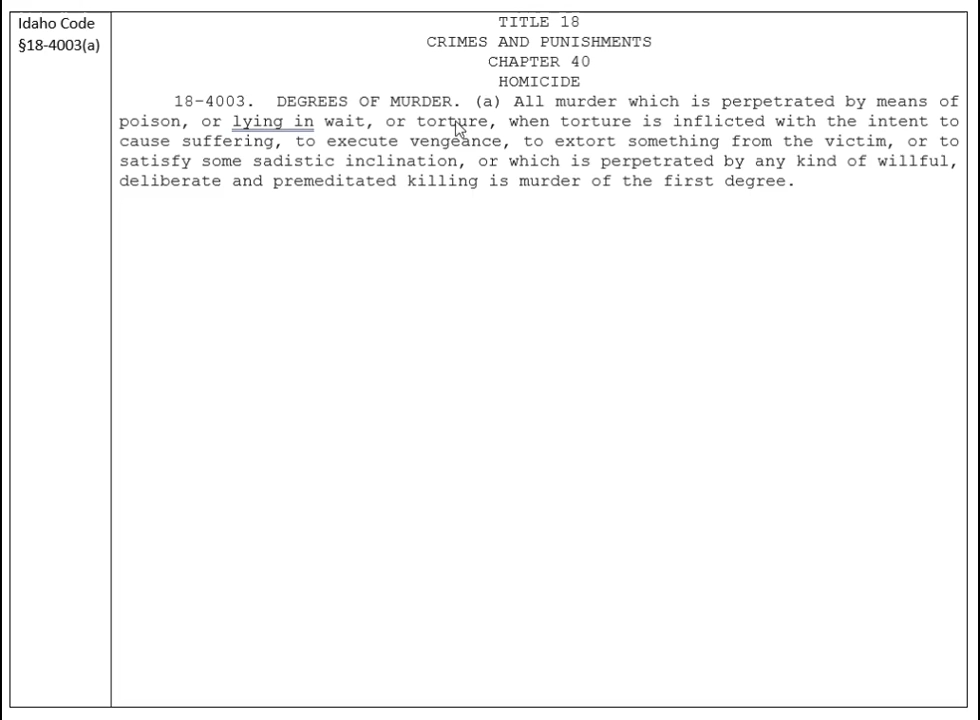 Idaho Code
§18-4003(a)
TITLE 18
CRIMES AND PUNISHMENTS
CHAPTER 40
HOMICIDE
18-4003. DEGREES OF MURDER. (a) All murder which is perpetrated by means of
poison, or lying in wait, or torture, when torture is inflicted with the intent to
cause suffering, to execute vengeance, to extort something from the victim, or to
satisfy some sadistic inclination, or which is perpetrated by any kind of willful,
deliberate and premeditated killing is murder of the first degree.